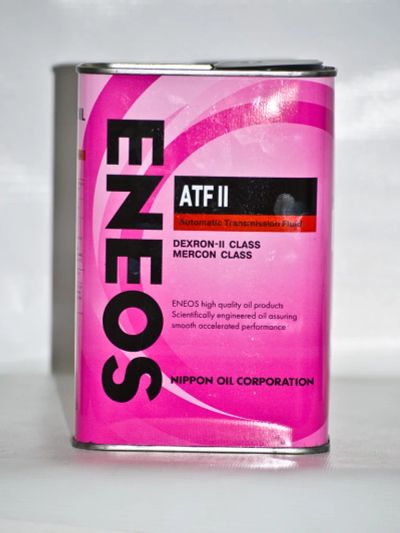 ENEOS
ATF II
Automatic Transmission Fluid
DEXRON-II CLASS
MERCON CLASS
ENEOS high quality oil products
Scientifically engineered oil assuring
smooth accelerated performance
NIPPON OIL CORPORATION